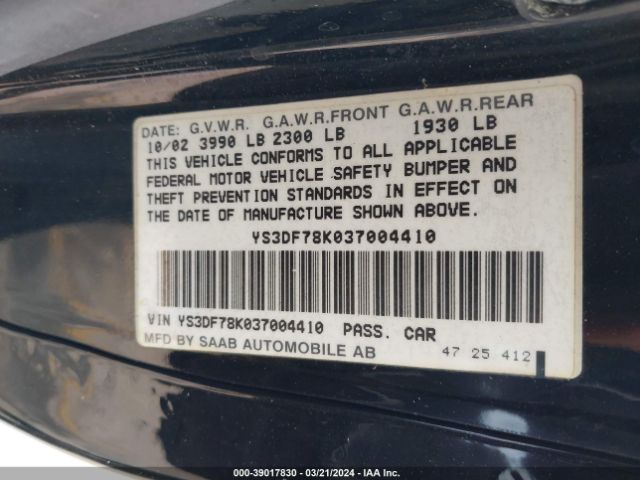 DATE: G.V.W.R. G.A.W.R.FRONT G.A.W.R.REAR
10/02 3990 LB 2300 LB 1930 LB
THIS VEHICLE CONFORMS TO ALL APPLICABLE
FEDERAL MOTOR VEHICLE SAFETY BUMPER AND
THEFT PREVENTION STANDARDS IN EFFECT ON
THE DATE OF MANUFACTURE SHOWN ABOVE.
YS3DF78K037004410
VIN YS3DF78K037004410 PASS. CAR
MFD BY SAAB AUTOMOBILE AB 47 25 412
000-39017830 - 03/21/2024 - IAA Inc.